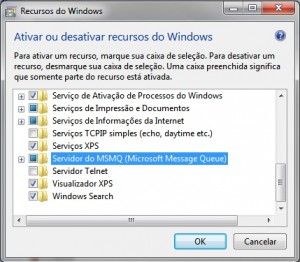 Recursos do Windows
Ativar ou desativar recursos do Windows
Para ativar um recurso, marque sua caixa de seleção. Para desativar um
recurso, desmarque sua caixa de seleção. Uma caixa preenchida significa
que somente parte do recurso está ativada.
Serviço de Ativação de Processos do Windows
Serviços de Impressão e Documentos
Serviços de Informações da Internet
Serviços TCPIP simples (echo, daytime etc.)
Serviços XPS
Servidor do MSMQ (Microsoft Message Queue)
Servidor Telnet
Visualizador XPS
Windows Search
OK
Cancelar